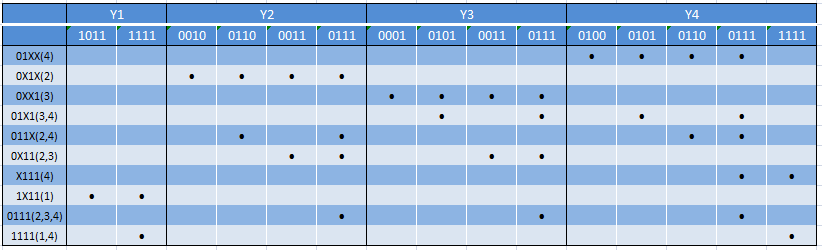 Y1 Y2 Y3 Y4
1011 1111 0010 0110 0011 0111 0001 0101 0011 0111 0100 0101 0110 0111 1111
01XX(4) • • • •
0X1X(2) • • • •
0XX1(3) • • • •
01X1(3,4) • • • •
011X(2,4) • • • •
0X11(2,3) • • • •
X111(4) • •
1X11(1) • •
0111(2,3,4) • • •
1111(1,4) • •